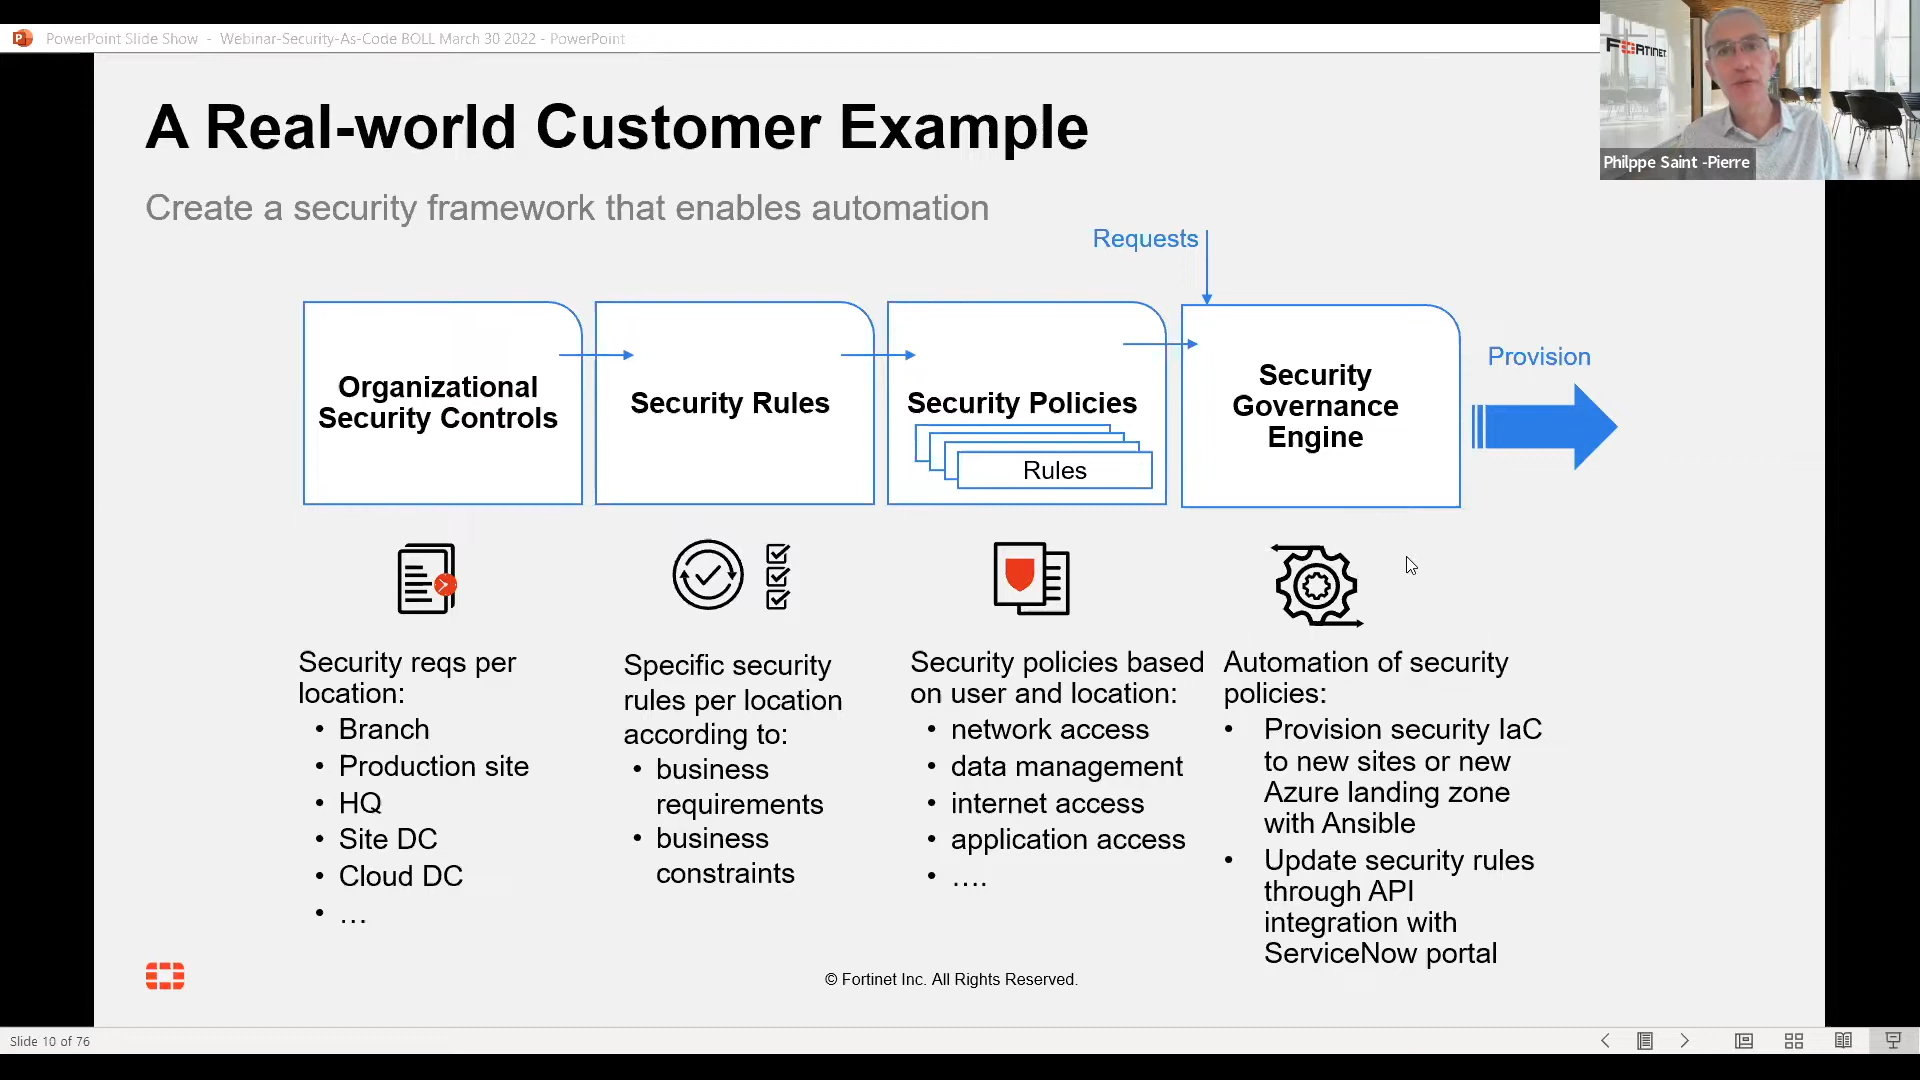 PowerPoint Slide Show - Webinar-Security-As-Code BOLL March 30 2022 - PowerPoint
FORTINET
Philppe Saint -Pierre
A Real-world Customer Example
Create a security framework that enables automation
Requests
Provision
Organizational
Security Controls
Security Rules
Security Policies
Rules
Security
Governance
Engine
Security reqs per
location:
• Branch
• Production site
• HQ
• Site DC
• Cloud DC
• …
Specific security
rules per location
according to:
• business
requirements
• business
constraints
Security policies based
on user and location:
• network access
• data management
• internet access
• application access
• ….
Automation of security
policies:
• Provision security IaC
to new sites or new
Azure landing zone
with Ansible
• Update security rules
through API
integration with
ServiceNow portal
© Fortinet Inc. All Rights Reserved.
Slide 10 of 76